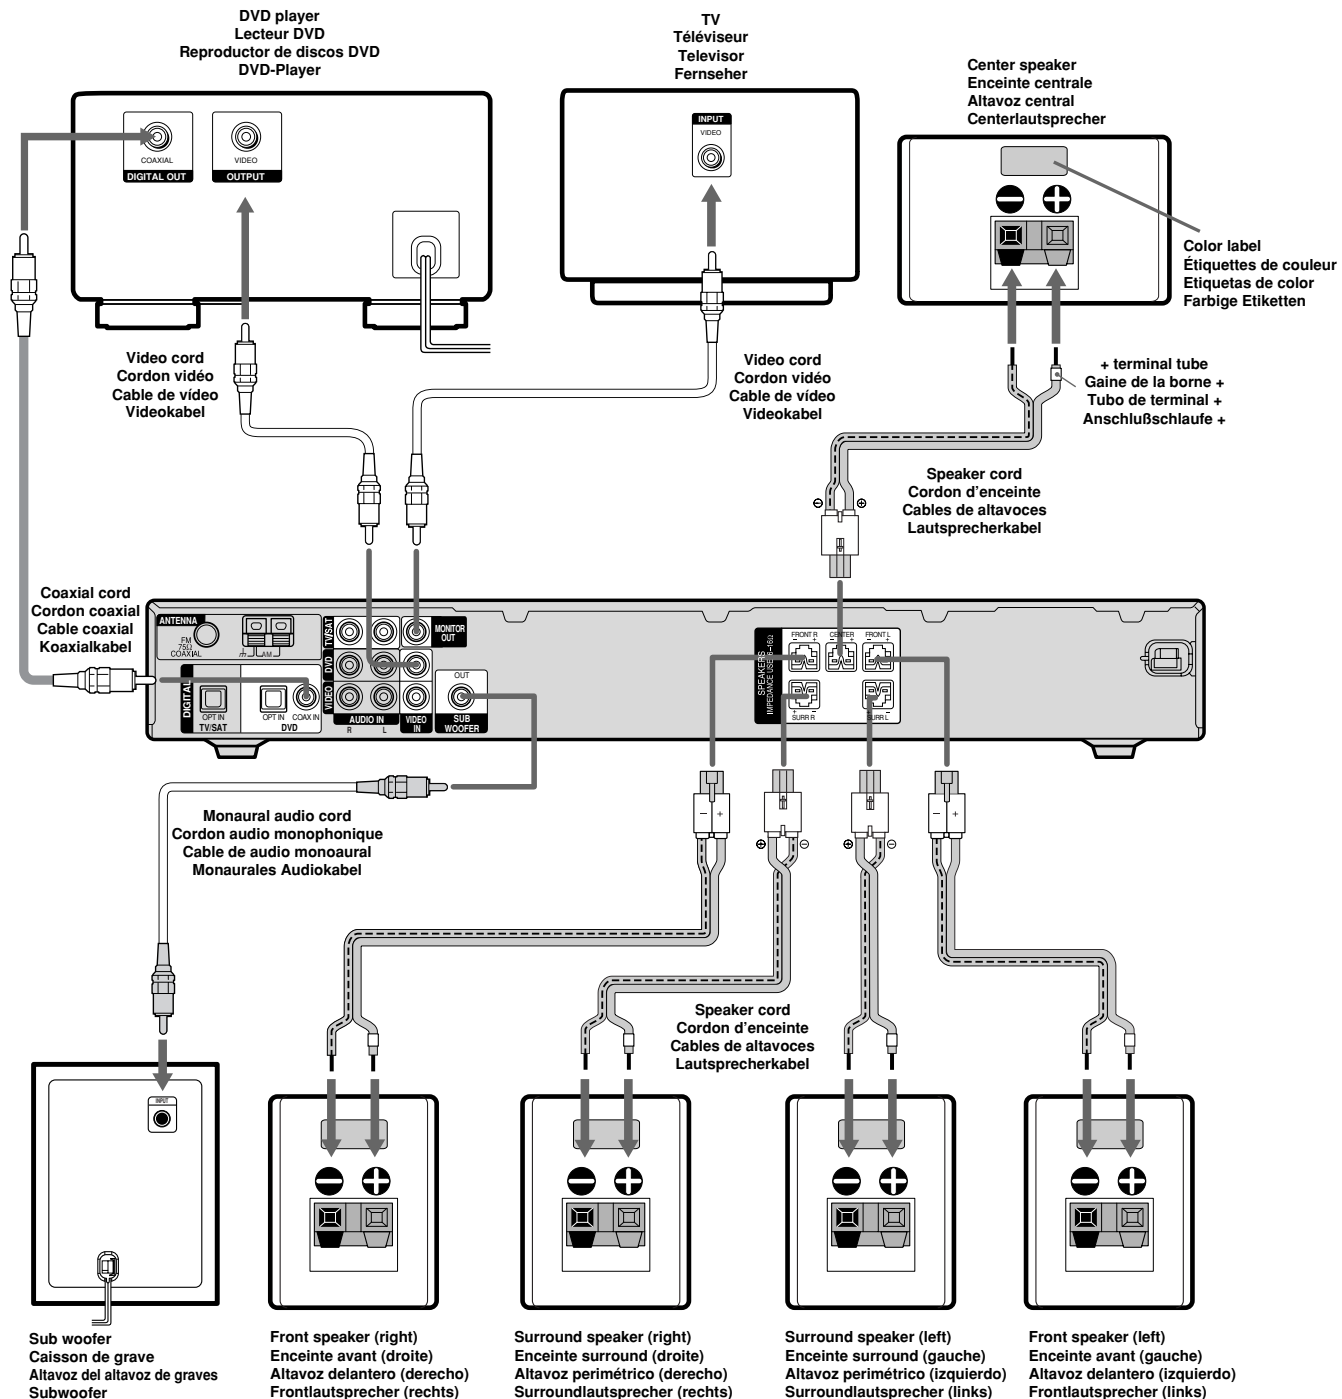 DVD player
Lecteur DVD
Reproductor de discos DVD
DVD-Player
TV
Téléviseur
Televisor
Fernseher
Center speaker
Enceinte centrale
Altavoz central
Centerlautsprecher
COAXIAL
DIGITAL OUT
VIDEO
OUTPUT
INPUT
VIDEO
Color label
Étiquettes de couleur
Etiquetas de color
Farbige Etiketten
Video cord
Cordon vidéo
Cable de vídeo
Videokabel
Video cord
Cordon vidéo
Cable de vídeo
Videokabel
+ terminal tube
Gaine de la borne +
Tubo de terminal +
Anschlußschlaufe +
Speaker cord
Cordon d'enceinte
Cables de altavoces
Lautsprecherkabel
Coaxial cord
Cordon coaxial
Cable coaxial
Koaxialkabel
ANTENNA
FM
75Ω
COAXIAL
AM
TV/SAT
DVD
VIDEO
MONITOR
OUT
DIGITAL
OPT IN
TV/SAT
OPT IN
COAX IN
DVD
AUDIO IN
R
L
VIDEO
IN
OUT
SUB
WOOFER
SPEAKERS
IMPEDANCE USE 8–16Ω
FRONT R
CENTER
FRONT L
− +
− +
− +
+ −
+ −
SURR R
SURR L
Monaural audio cord
Cordon audio monophonique
Cable de audio monoaural
Monaurales Audiokabel
− +
− +
Speaker cord
Cordon d'enceinte
Cables de altavoces
Lautsprecherkabel
INPUT
Sub woofer
Caisson de grave
Altavoz del altavoz de graves
Subwoofer
Front speaker (right)
Enceinte avant (droite)
Altavoz delantero (derecho)
Frontlautsprecher (rechts)
Surround speaker (right)
Enceinte surround (droite)
Altavoz perimétrico (derecho)
Surroundlautsprecher (rechts)
Surround speaker (left)
Enceinte surround (gauche)
Altavoz perimétrico (izquierdo)
Surroundlautsprecher (links)
Front speaker (left)
Enceinte avant (gauche)
Altavoz delantero (izquierdo)
Frontlautsprecher (links)